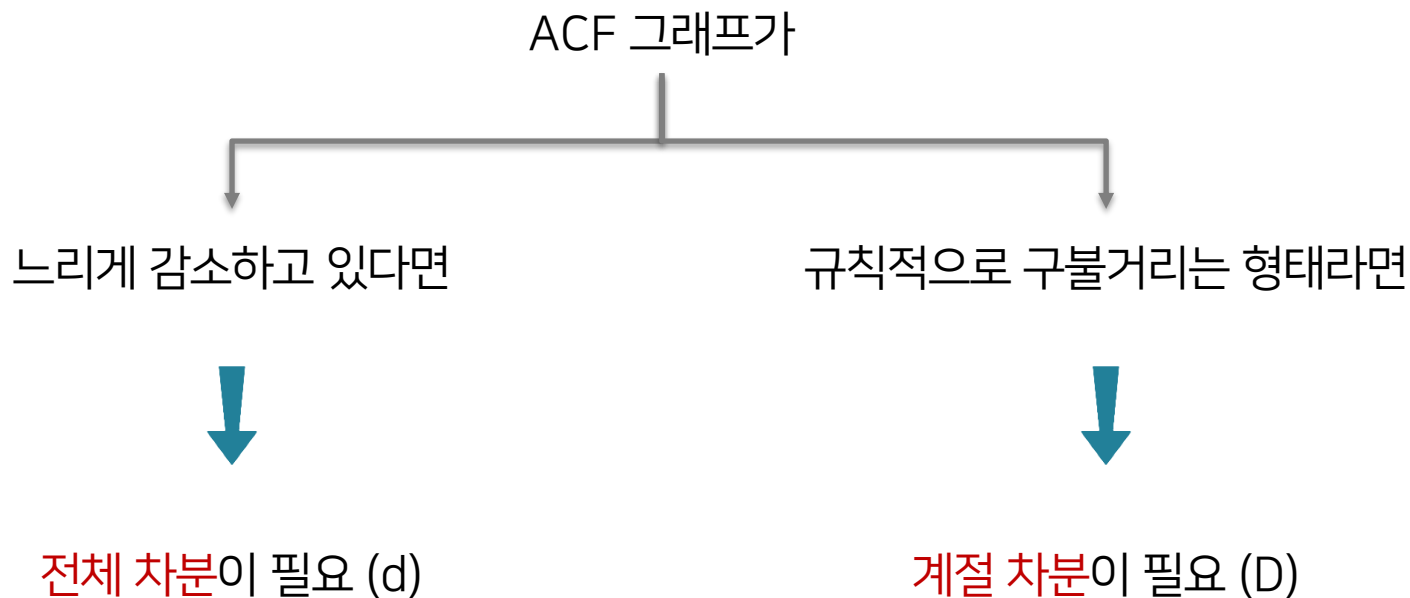 ACF 그래프가
느리게 감소하고 있다면
규칙적으로 구불거리는 형태라면
전체 차분이 필요 (d)
계절 차분이 필요 (D)